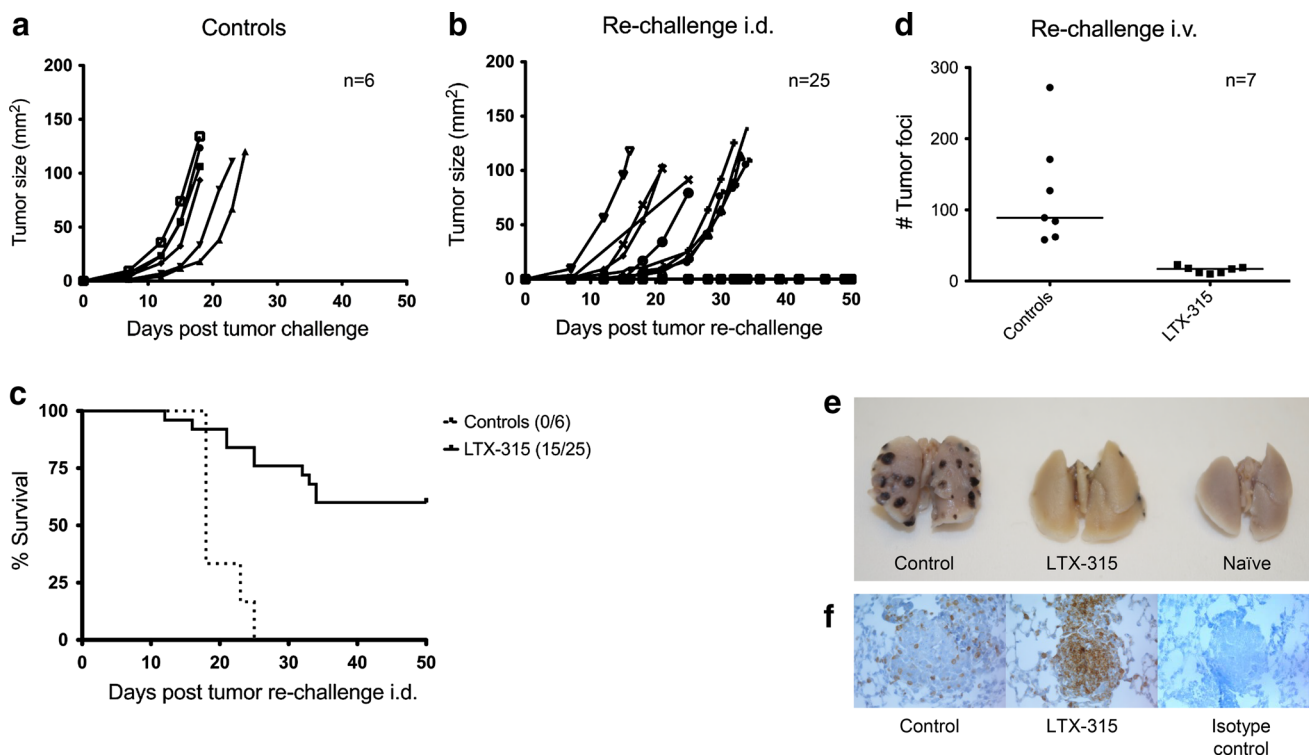 a
Controls
n=6
Tumor size (mm²)
200
150
100
50
0
0 10 20 30 40 50
Days post tumor challenge
b
Re-challenge i.d.
n=25
Tumor size (mm²)
200
150
100
50
0
0 10 20 30 40 50
Days post tumor re-challenge
d
Re-challenge i.v.
n=7
# Tumor foci
300
200
100
0
Controls
LTX-315
c
% Survival
100
75
50
25
0
0 10 20 30 40 50
Days post tumor re-challenge i.d.
Controls (0/6)
LTX-315 (15/25)
e
Control LTX-315 Naïve
f
Control LTX-315 Isotype
control